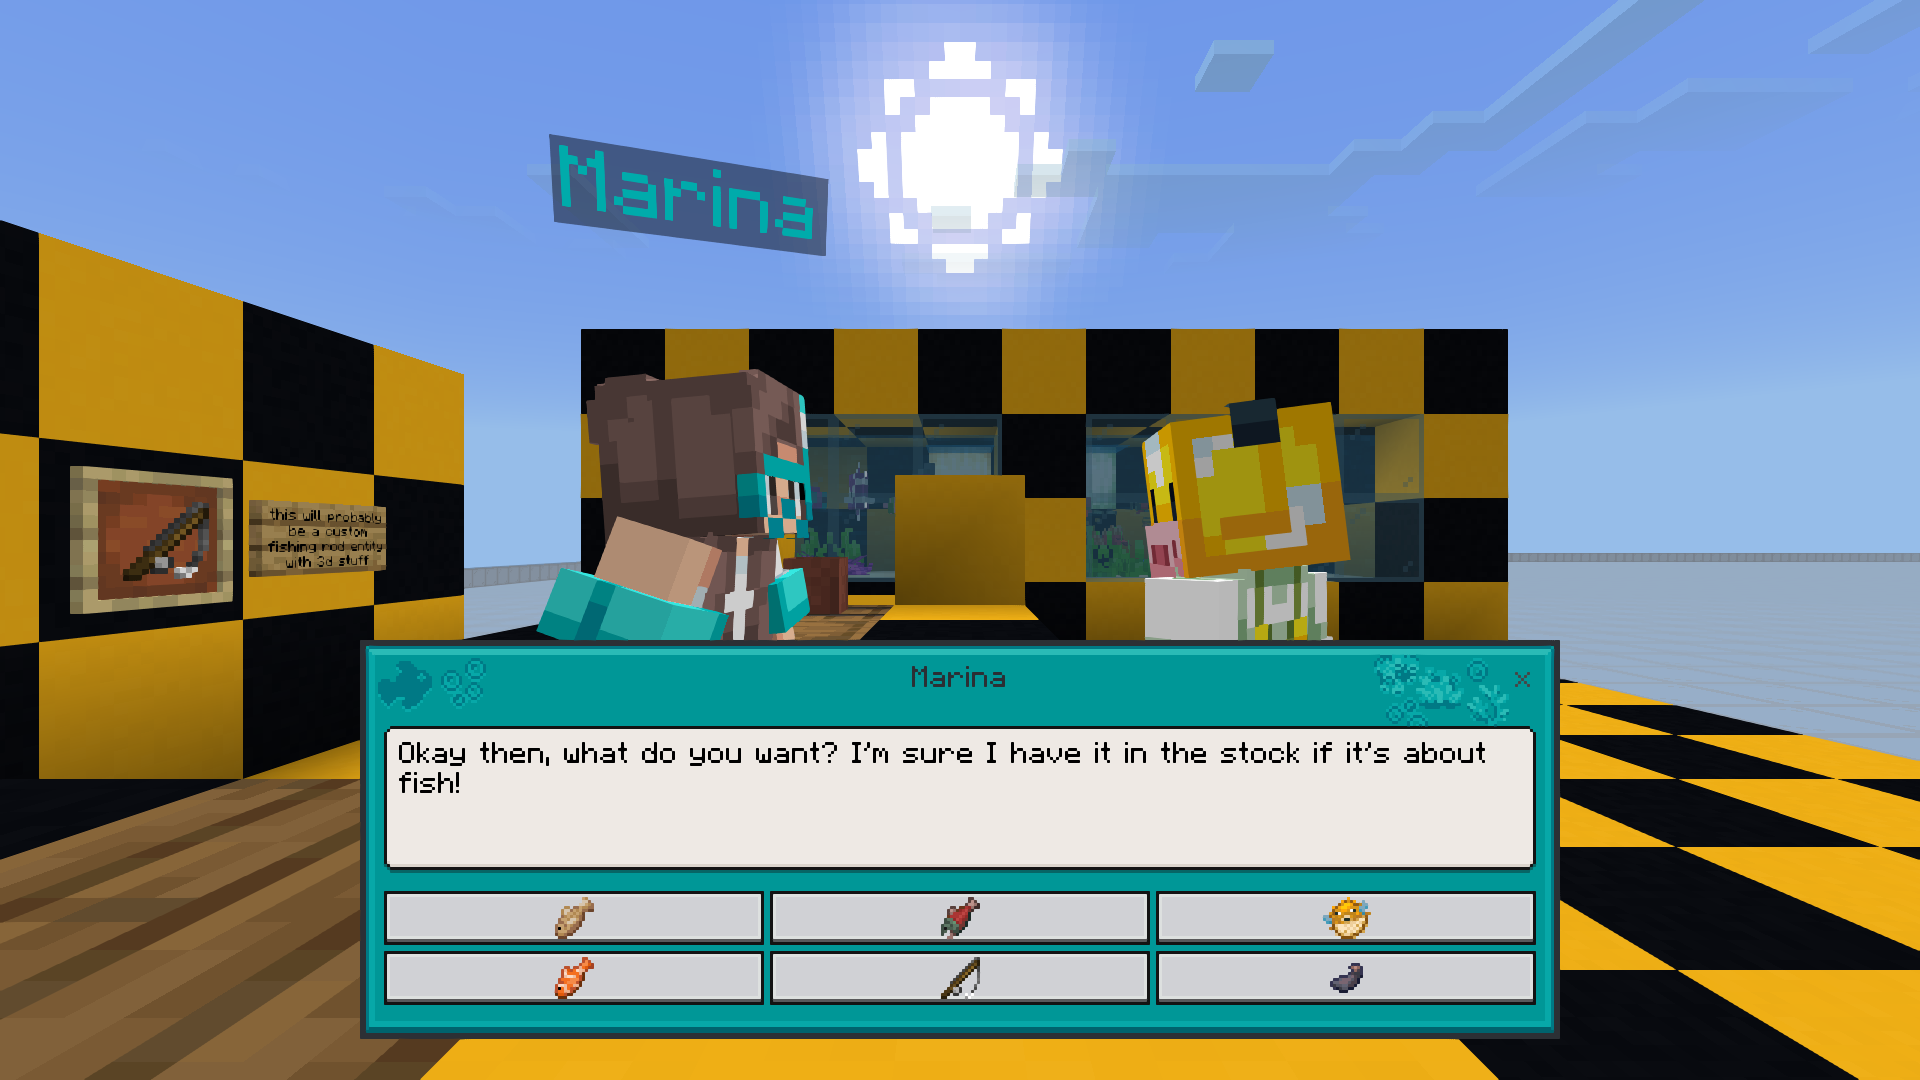 Marina
this will probably
be a custom
fishing rod entity
with 3d stuff
Marina
Okay then, what do you want? I'm sure I have it in the stock if it's about
fish!